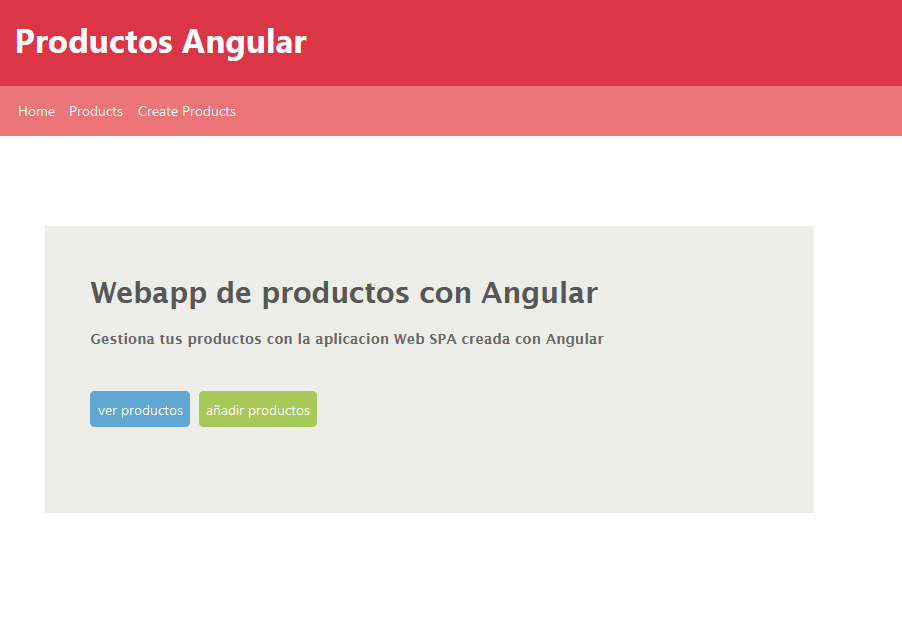 Productos Angular
Home Products Create Products
Webapp de productos con Angular
Gestiona tus productos con la aplicacion Web SPA creada con Angular
ver productos añadir productos